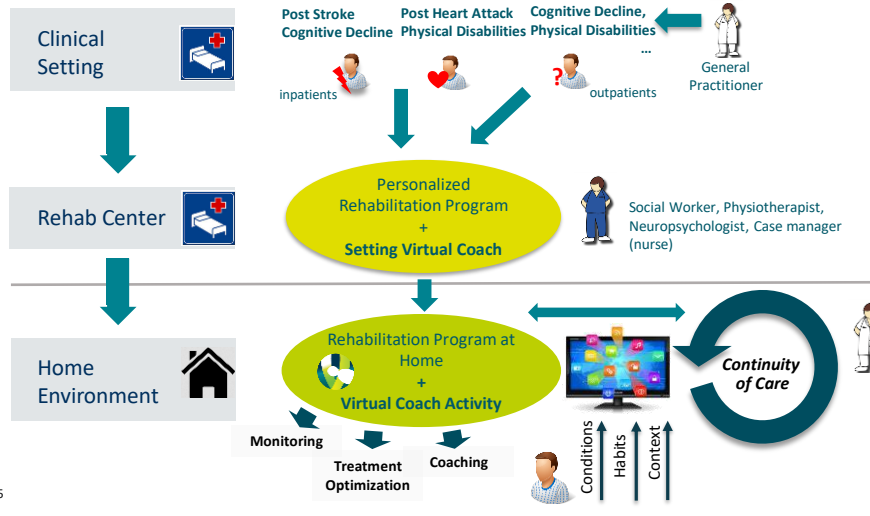 Clinical
Setting
Post Stroke
Cognitive Decline
Post Heart Attack
Physical Disabilities
Cognitive Decline,
Physical Disabilities
...
General
Practitioner
inpatients
?
outpatients
Rehab Center
Personalized
Rehabilitation Program
+
Setting Virtual Coach
Social Worker, Physiotherapist,
Neuropsychologist, Case manager
(nurse)
Home
Environment
Rehabilitation Program at
Home
+
Virtual Coach Activity
Continuity
of Care
Monitoring
Treatment
Optimization
Coaching
Conditions
Habits
Context